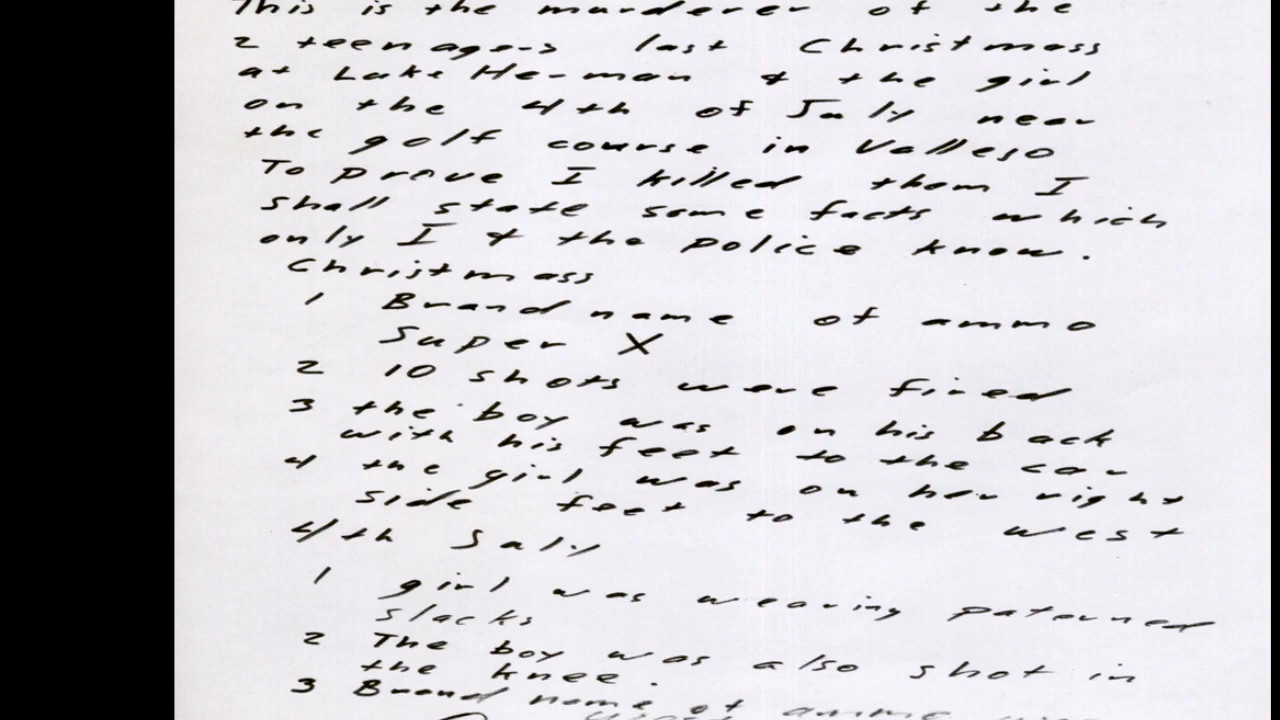 This is the murderer of the
2 teenagers last Christmass
at Lake Herman & the girl
on the 4th of July near
the golf course in Vallejo
To prove I killed them I
shall state some facts which
only I & the police know.
Christmass
1 Brand name of ammo
Super X
2 10 shots were fired
3 the boy was on his back
with his feet to the car
4 the girl was on her right
side feet to the west
4th July
1 girl was wearing paterned
slacks
2 The boy was also shot in
the knee.
3 Brand name of ammo was